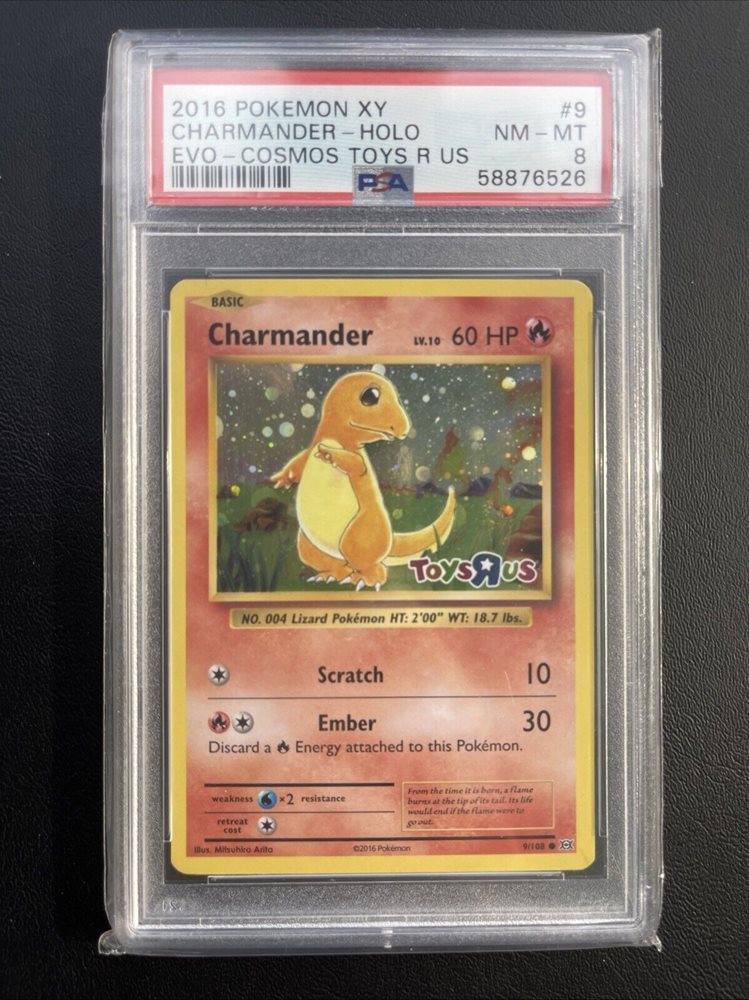 2016 POKEMON XY #9
CHARMANDER-HOLO NM-MT
EVO-COSMOS TOYS R US 8
PSA 58876526
BASIC
Charmander LV.10 60 HP
ToysRus
NO. 004 Lizard Pokémon HT: 2'00" WT: 18.7 lbs.
Scratch 10
Ember 30
Discard a Energy attached to this Pokémon.
weakness ×2 resistance
retreat
cost
From the time it is born, a flame
burns at the tip of its tail. Its life
would end if the flame were to
go out.
Illus. Mitsuhiro Arita ©2016 Pokémon 9/108